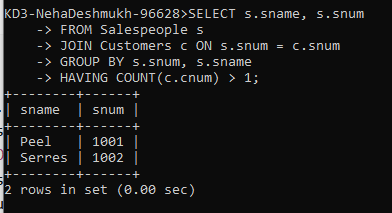 KD3-NehaDeshmukh-96628>SELECT s.sname, s.snum
    -> FROM Salespeople s
    -> JOIN Customers c ON s.snum = c.snum
    -> GROUP BY s.snum, s.sname
    -> HAVING COUNT(c.cnum) > 1;
+--------+------+
| sname  | snum |
+--------+------+
| Peel   | 1001 |
| Serres | 1002 |
+--------+------+
2 rows in set (0.00 sec)